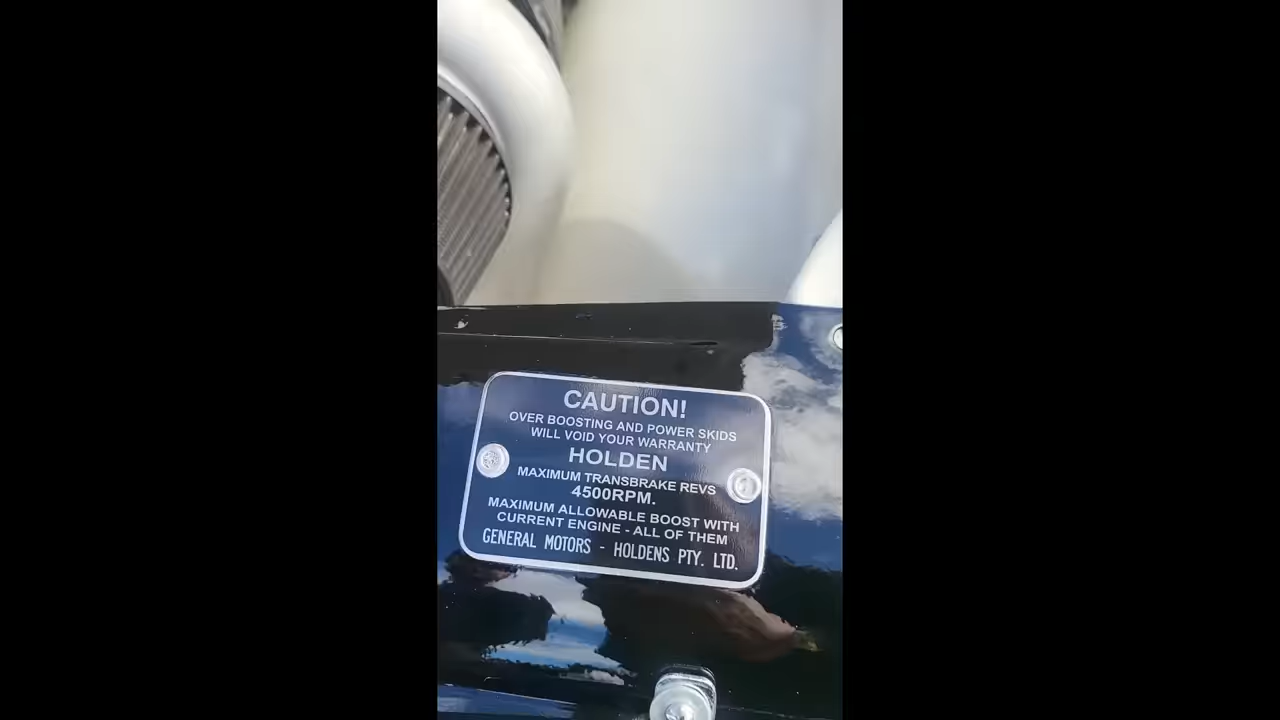 CAUTION!
OVER BOOSTING AND POWER SKIDS
WILL VOID YOUR WARRANTY
HOLDEN
MAXIMUM TRANSBRAKE REVS
4500RPM.
MAXIMUM ALLOWABLE BOOST WITH
CURRENT ENGINE - ALL OF THEM
GENERAL MOTORS - HOLDENS PTY. LTD.